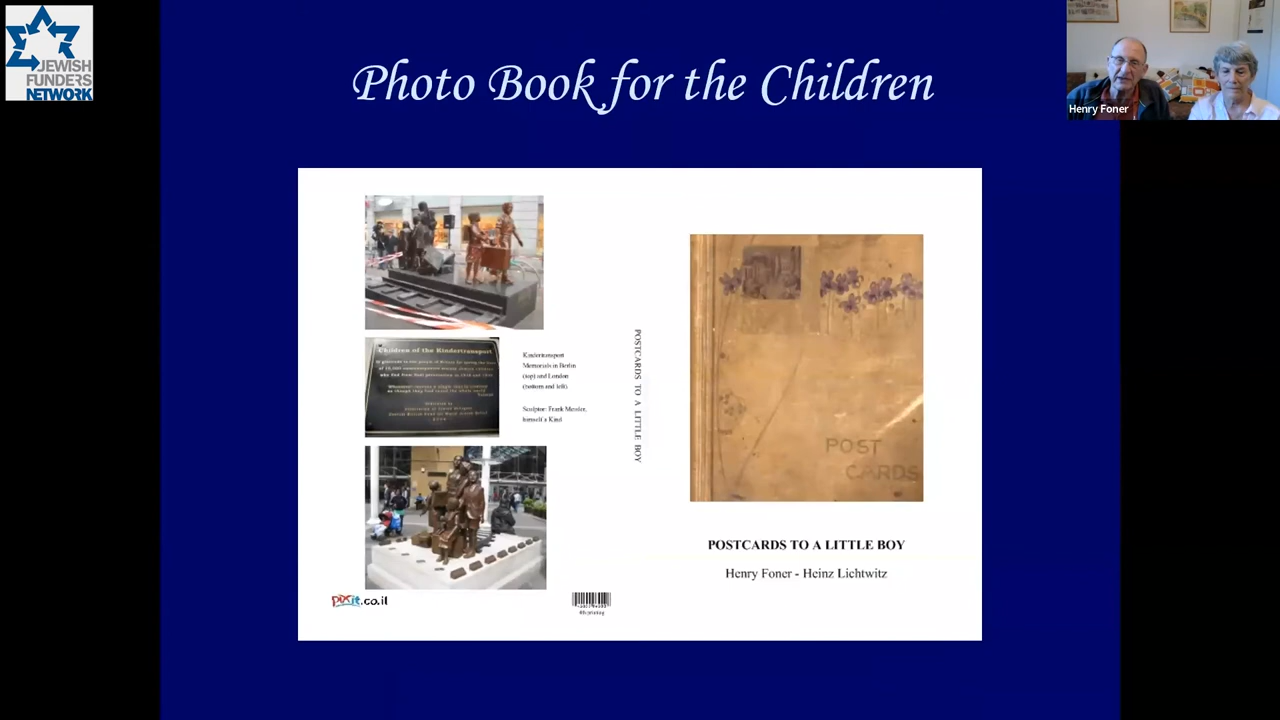 JEWISH
FUNDERS
NETWORK
Photo Book for the Children
Henry Foner
Children of the Kindertransport
Kindertransport
Memorials in Berlin
(top) and London
(bottom and left).
Sculptor: Frank Meisler,
himself a Kind
POSTCARDS TO A LITTLE BOY
POST
CARDS
POSTCARDS TO A LITTLE BOY
Henry Foner - Heinz Lichtwitz
pixit.co.il
4th printing